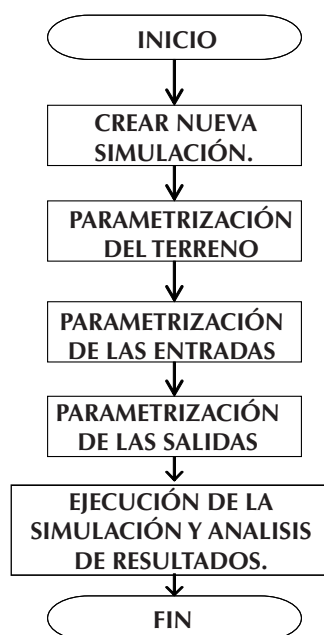 INICIO
CREAR NUEVA
SIMULACIÓN.
PARAMETRIZACIÓN
DEL TERRENO
PARAMETRIZACIÓN
DE LAS ENTRADAS
PARAMETRIZACIÓN
DE LAS SALIDAS
EJECUCIÓN DE LA
SIMULACIÓN Y ANALISIS
DE RESULTADOS.
FIN